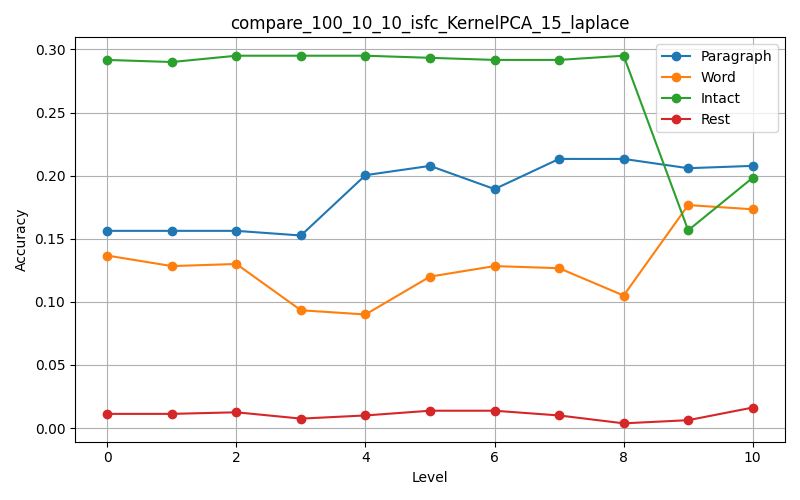 compare_100_10_10_isfc_KernelPCA_15_laplace
Paragraph
Word
Intact
Rest
Accuracy
0.30
0.25
0.20
0.15
0.10
0.05
0.00
0 2 4 6 8 10
Level